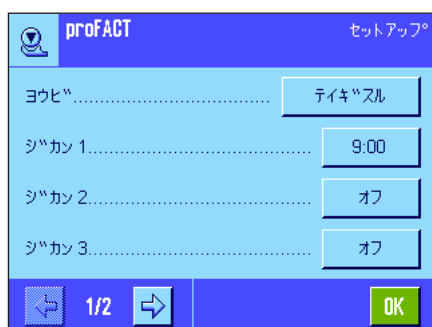 proFACT セットアップ
ヨウビ.................................... テイギスル
ジカン 1......................................... 9:00
ジカン 2......................................... オフ
ジカン 3......................................... オフ
1/2 OK